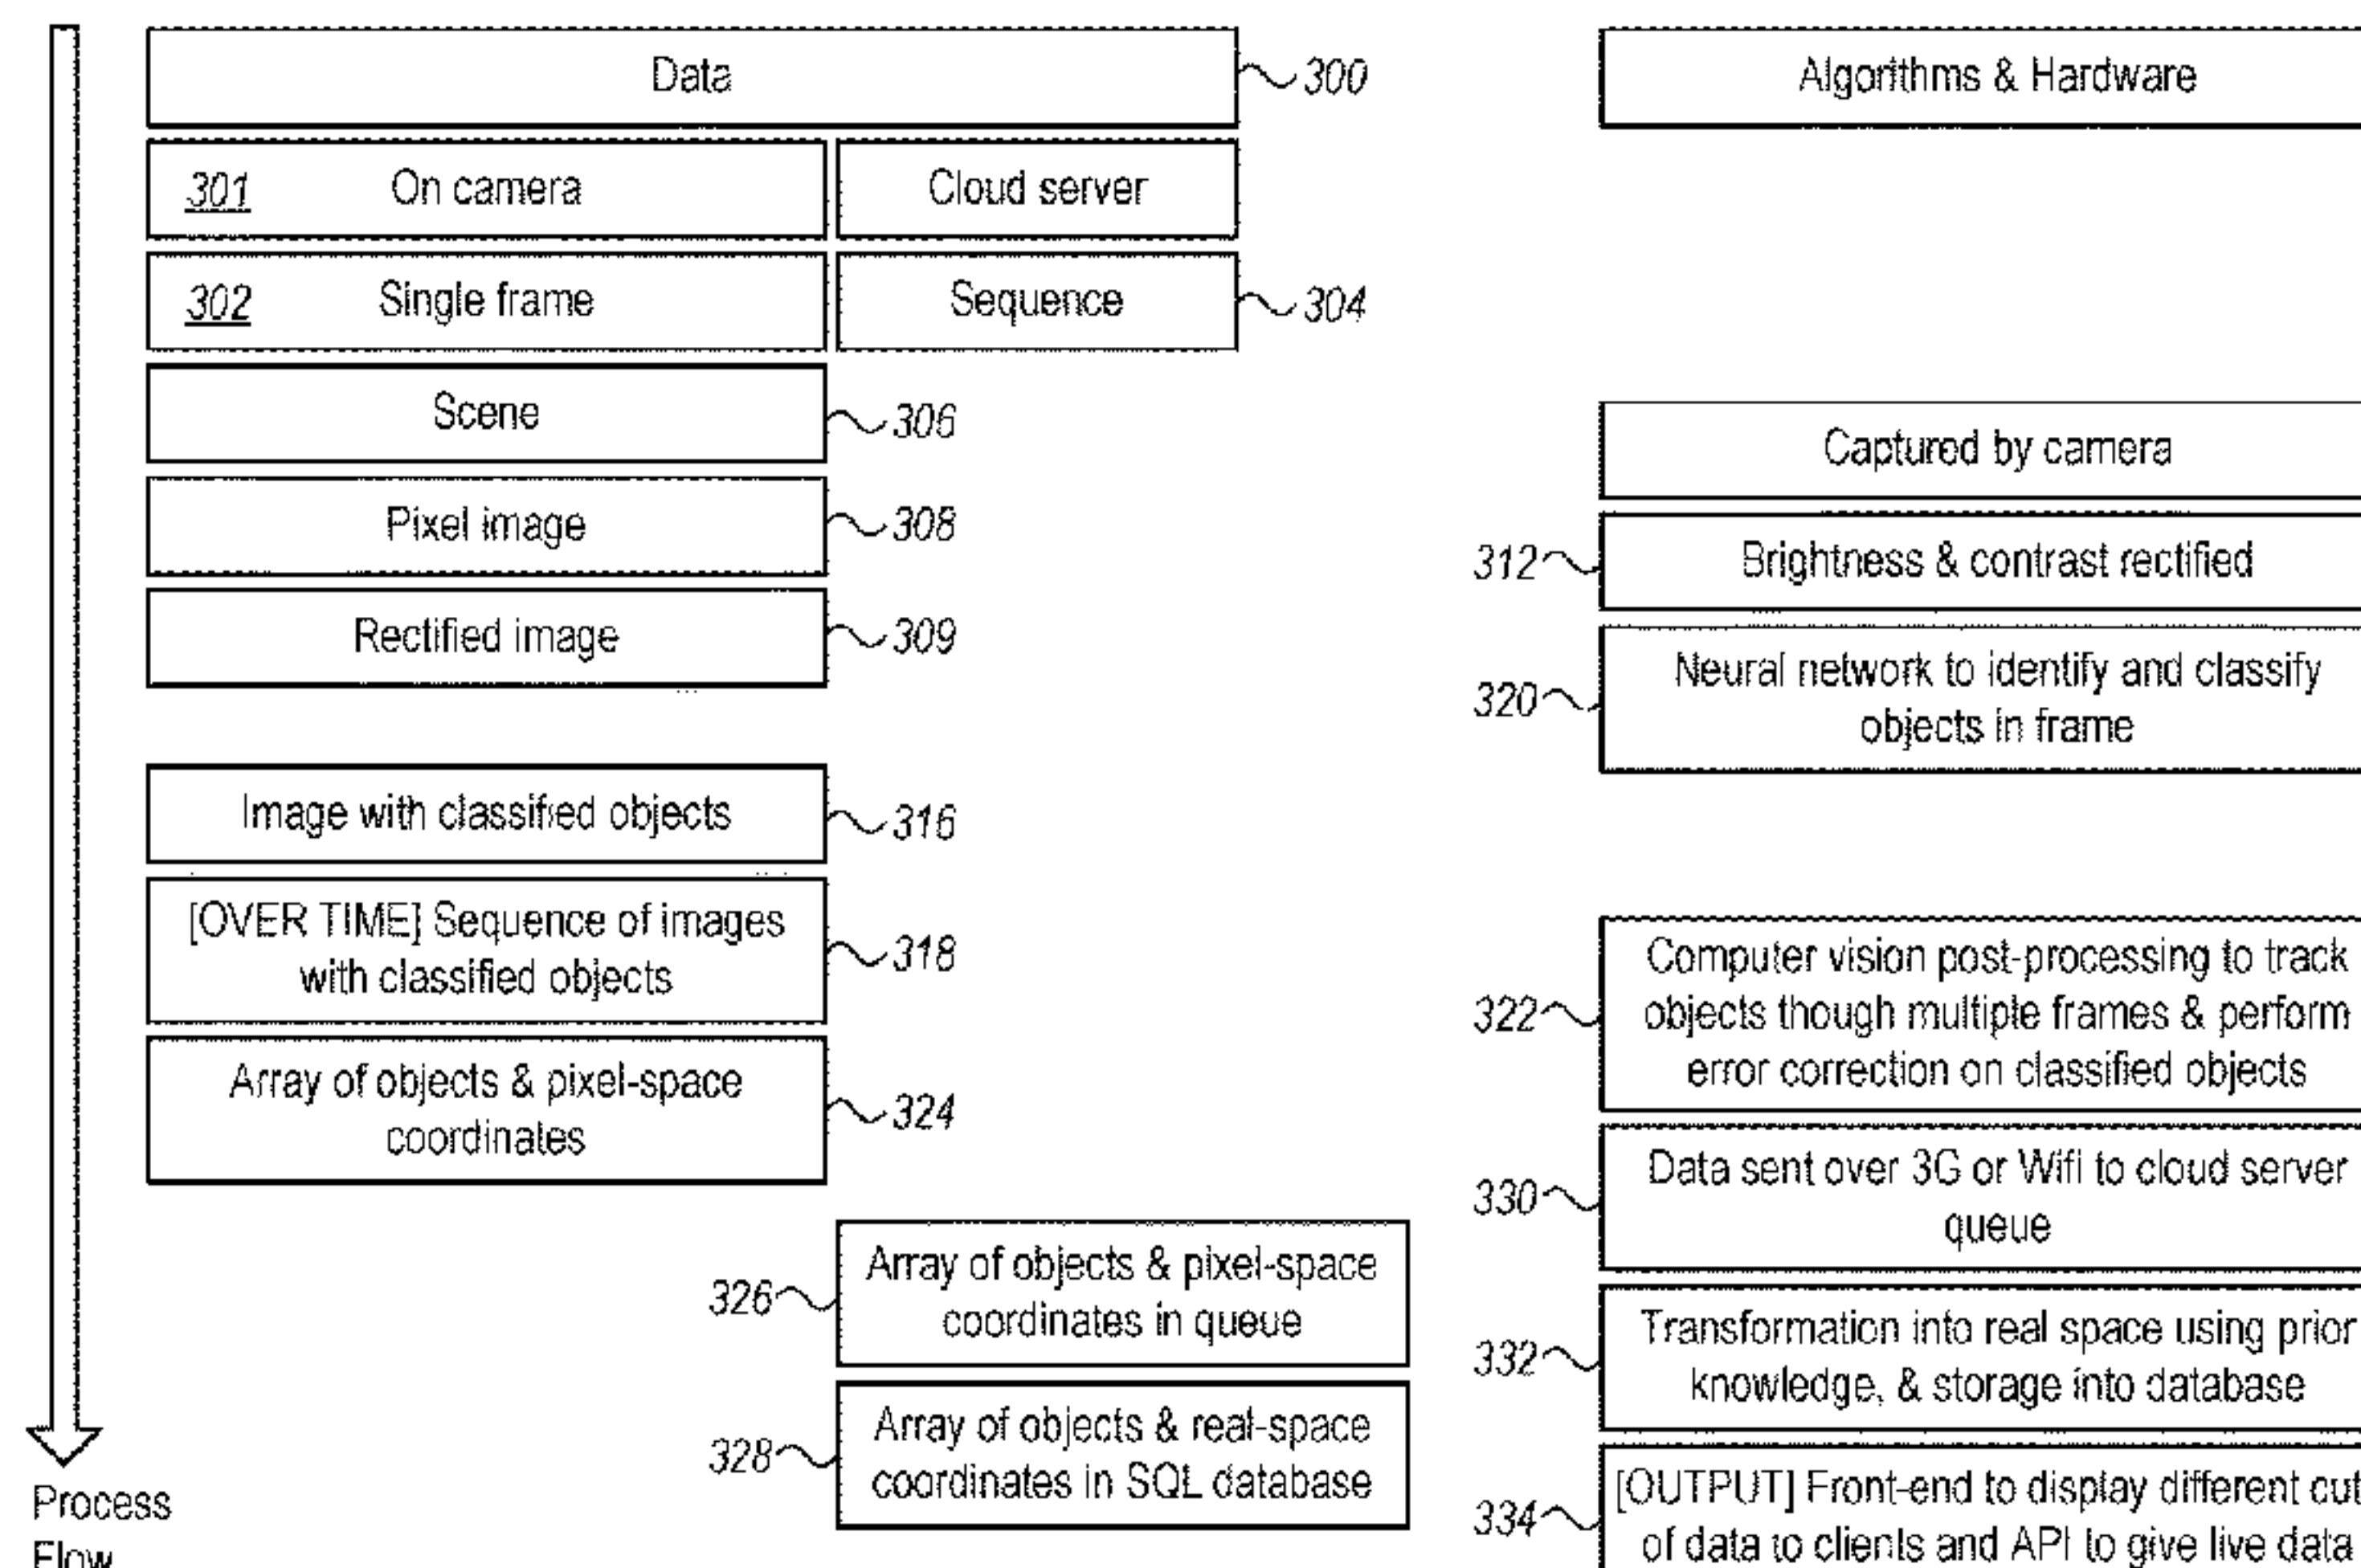 Data
300
Algorithms & Hardware
301
On camera
Cloud server
302
Single frame
Sequence
304
Scene
306
Captured by camera
Pixel image
308
312
Brightness & contrast rectified
Rectified image
309
320
Neural network to identify and classify
objects in frame
Image with classified objects
316
[OVER TIME] Sequence of images
with classified objects
318
322
Computer vision post-processing to track
objects though multiple frames & perform
error correction on classified objects
Array of objects & pixel-space
coordinates
324
330
Data sent over 3G or Wifi to cloud server
queue
326
Array of objects & pixel-space
coordinates in queue
332
Transformation into real space using prior
knowledge, & storage into database
328
Array of objects & real-space
coordinates in SQL database
334
[OUTPUT] Front-end to display different cut
of data to clients and API to give live data
Process
Flow